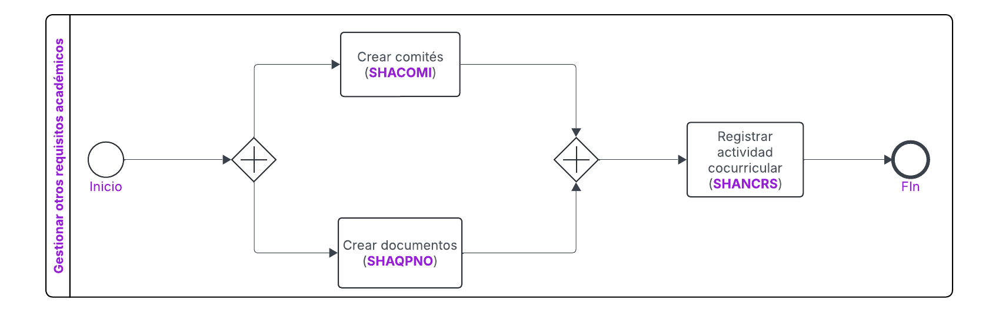 Gestionar otros requisitos académicos
Inicio
Crear comités
(SHACOMI)
Crear documentos
(SHAQPNO)
Registrar
actividad
cocurricular
(SHANCRS)
FIn